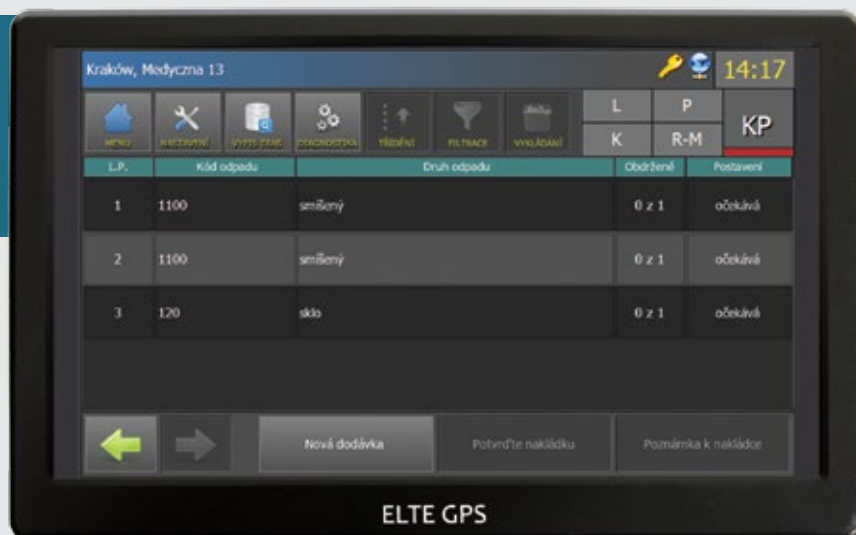 Kraków, Medyczna 13
14:17
L P
K R-M
KP
MENU NASTAVENÍ VÝPIS ZAŘ. DIAGNOSTIKA TŘÍDĚNÍ FILTRACE VYKLÁDÁNÍ
L.P. Kód odpadu Druh odpadu Obdržené Postavení
1 1100 smíšený 0 z 1 očekává
2 1100 smíšený 0 z 1 očekává
3 120 sklo 0 z 1 očekává
Nová dodávka Potvrďte nakládku Poznámka k nakládce
ELTE GPS